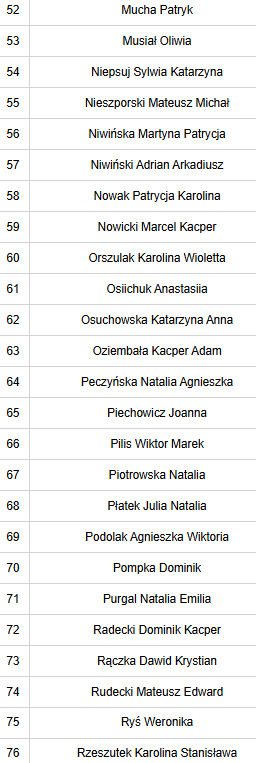 52 Mucha Patryk
53 Musiał Oliwia
54 Niepsuj Sylwia Katarzyna
55 Nieszporski Mateusz Michał
56 Niwińska Martyna Patrycja
57 Niwiński Adrian Arkadiusz
58 Nowak Patrycja Karolina
59 Nowicki Marcel Kacper
60 Orszulak Karolina Wioletta
61 Osiichuk Anastasiia
62 Osuchowska Katarzyna Anna
63 Oziembała Kacper Adam
64 Peczyńska Natalia Agnieszka
65 Piechowicz Joanna
66 Pilis Wiktor Marek
67 Piotrowska Natalia
68 Płatek Julia Natalia
69 Podolak Agnieszka Wiktoria
70 Pompka Dominik
71 Purgal Natalia Emilia
72 Radecki Dominik Kacper
73 Rączka Dawid Krystian
74 Rudecki Mateusz Edward
75 Ryś Weronika
76 Rzeszutek Karolina Stanisława